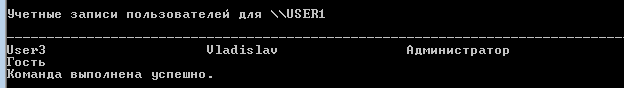 Учетные записи пользователей для \\USER1
-------------------------------------------------------------------------------
User3 Vladislav Администратор
Гость
Команда выполнена успешно.